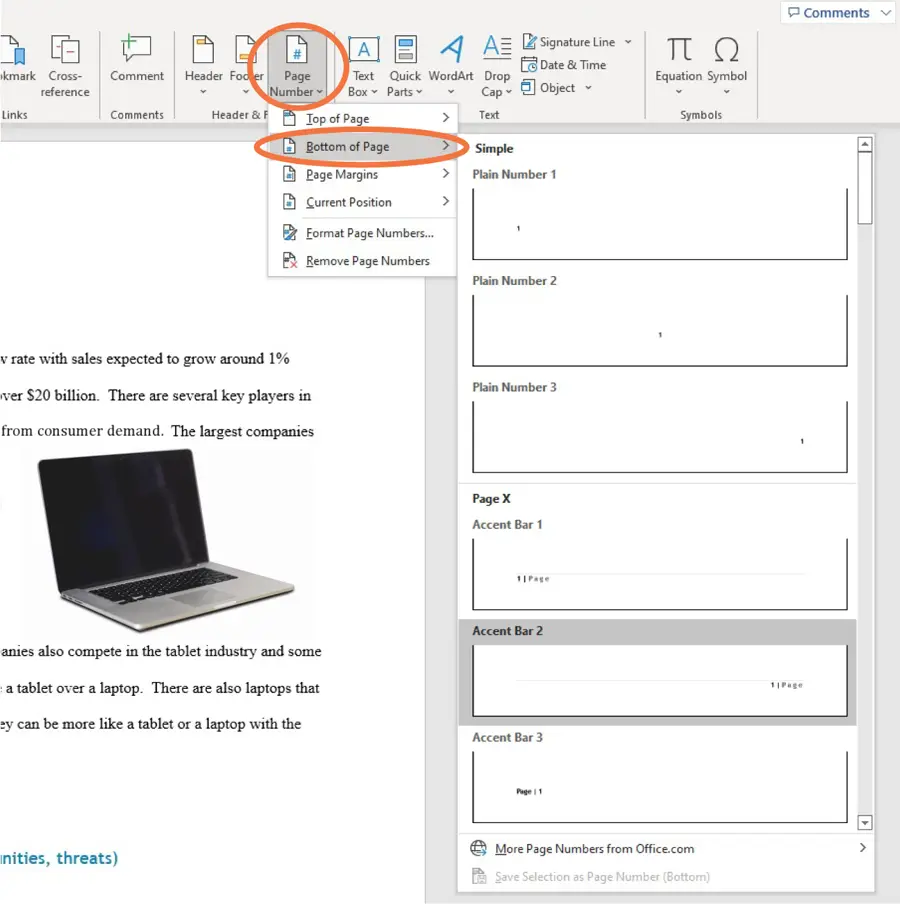 Comments
Signature Line
Date & Time
Object
Cross-
reference
Comment
Header
Page
Number
Text
Box
Quick
Parts
WordArt
Drop
Cap
Equation
Symbol
Links
Comments
Header &
Text
Symbols
Top of Page
Bottom of Page
Page Margins
Current Position
Format Page Numbers...
Remove Page Numbers
Simple
Plain Number 1
1
Plain Number 2
1
Plain Number 3
1
Page X
Accent Bar 1
1 | Page
Accent Bar 2
1 | Page
Accent Bar 3
Page | 1
More Page Numbers from Office.com
Save Selection as Page Number (Bottom)
rate with sales expected to grow around 1%
over $20 billion. There are several key players in
from consumer demand. The largest companies
anies also compete in the tablet industry and some
a tablet over a laptop. There are also laptops that
ey can be more like a tablet or a laptop with the
nities, threats)